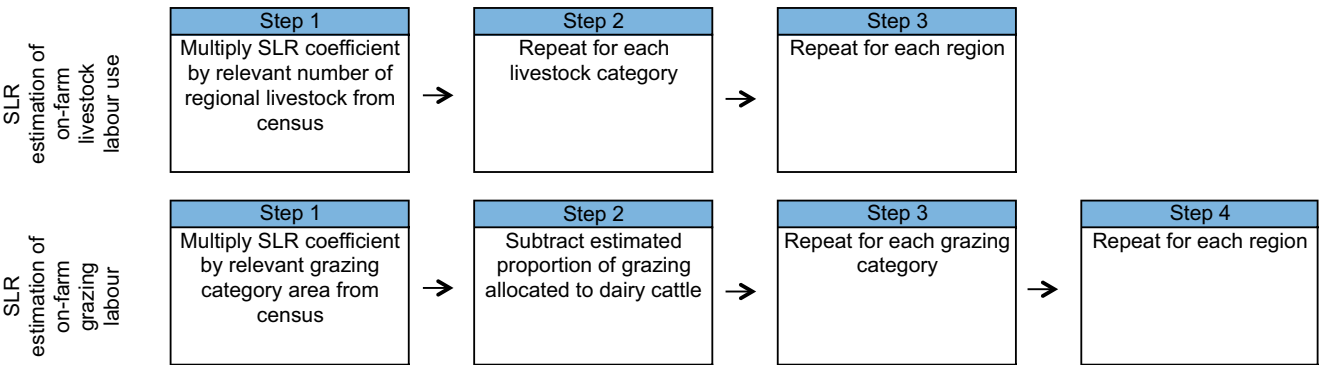 SLR
estimation of
on-farm
livestock
labour use
Step 1
Multiply SLR coefficient
by relevant number of
regional livestock from
census
Step 2
Repeat for each
livestock category
Step 3
Repeat for each region
SLR
estimation of
on-farm
grazing
labour
Step 1
Multiply SLR coefficient
by relevant grazing
category area from
census
Step 2
Subtract estimated
proportion of grazing
allocated to dairy cattle
Step 3
Repeat for each grazing
category
Step 4
Repeat for each region